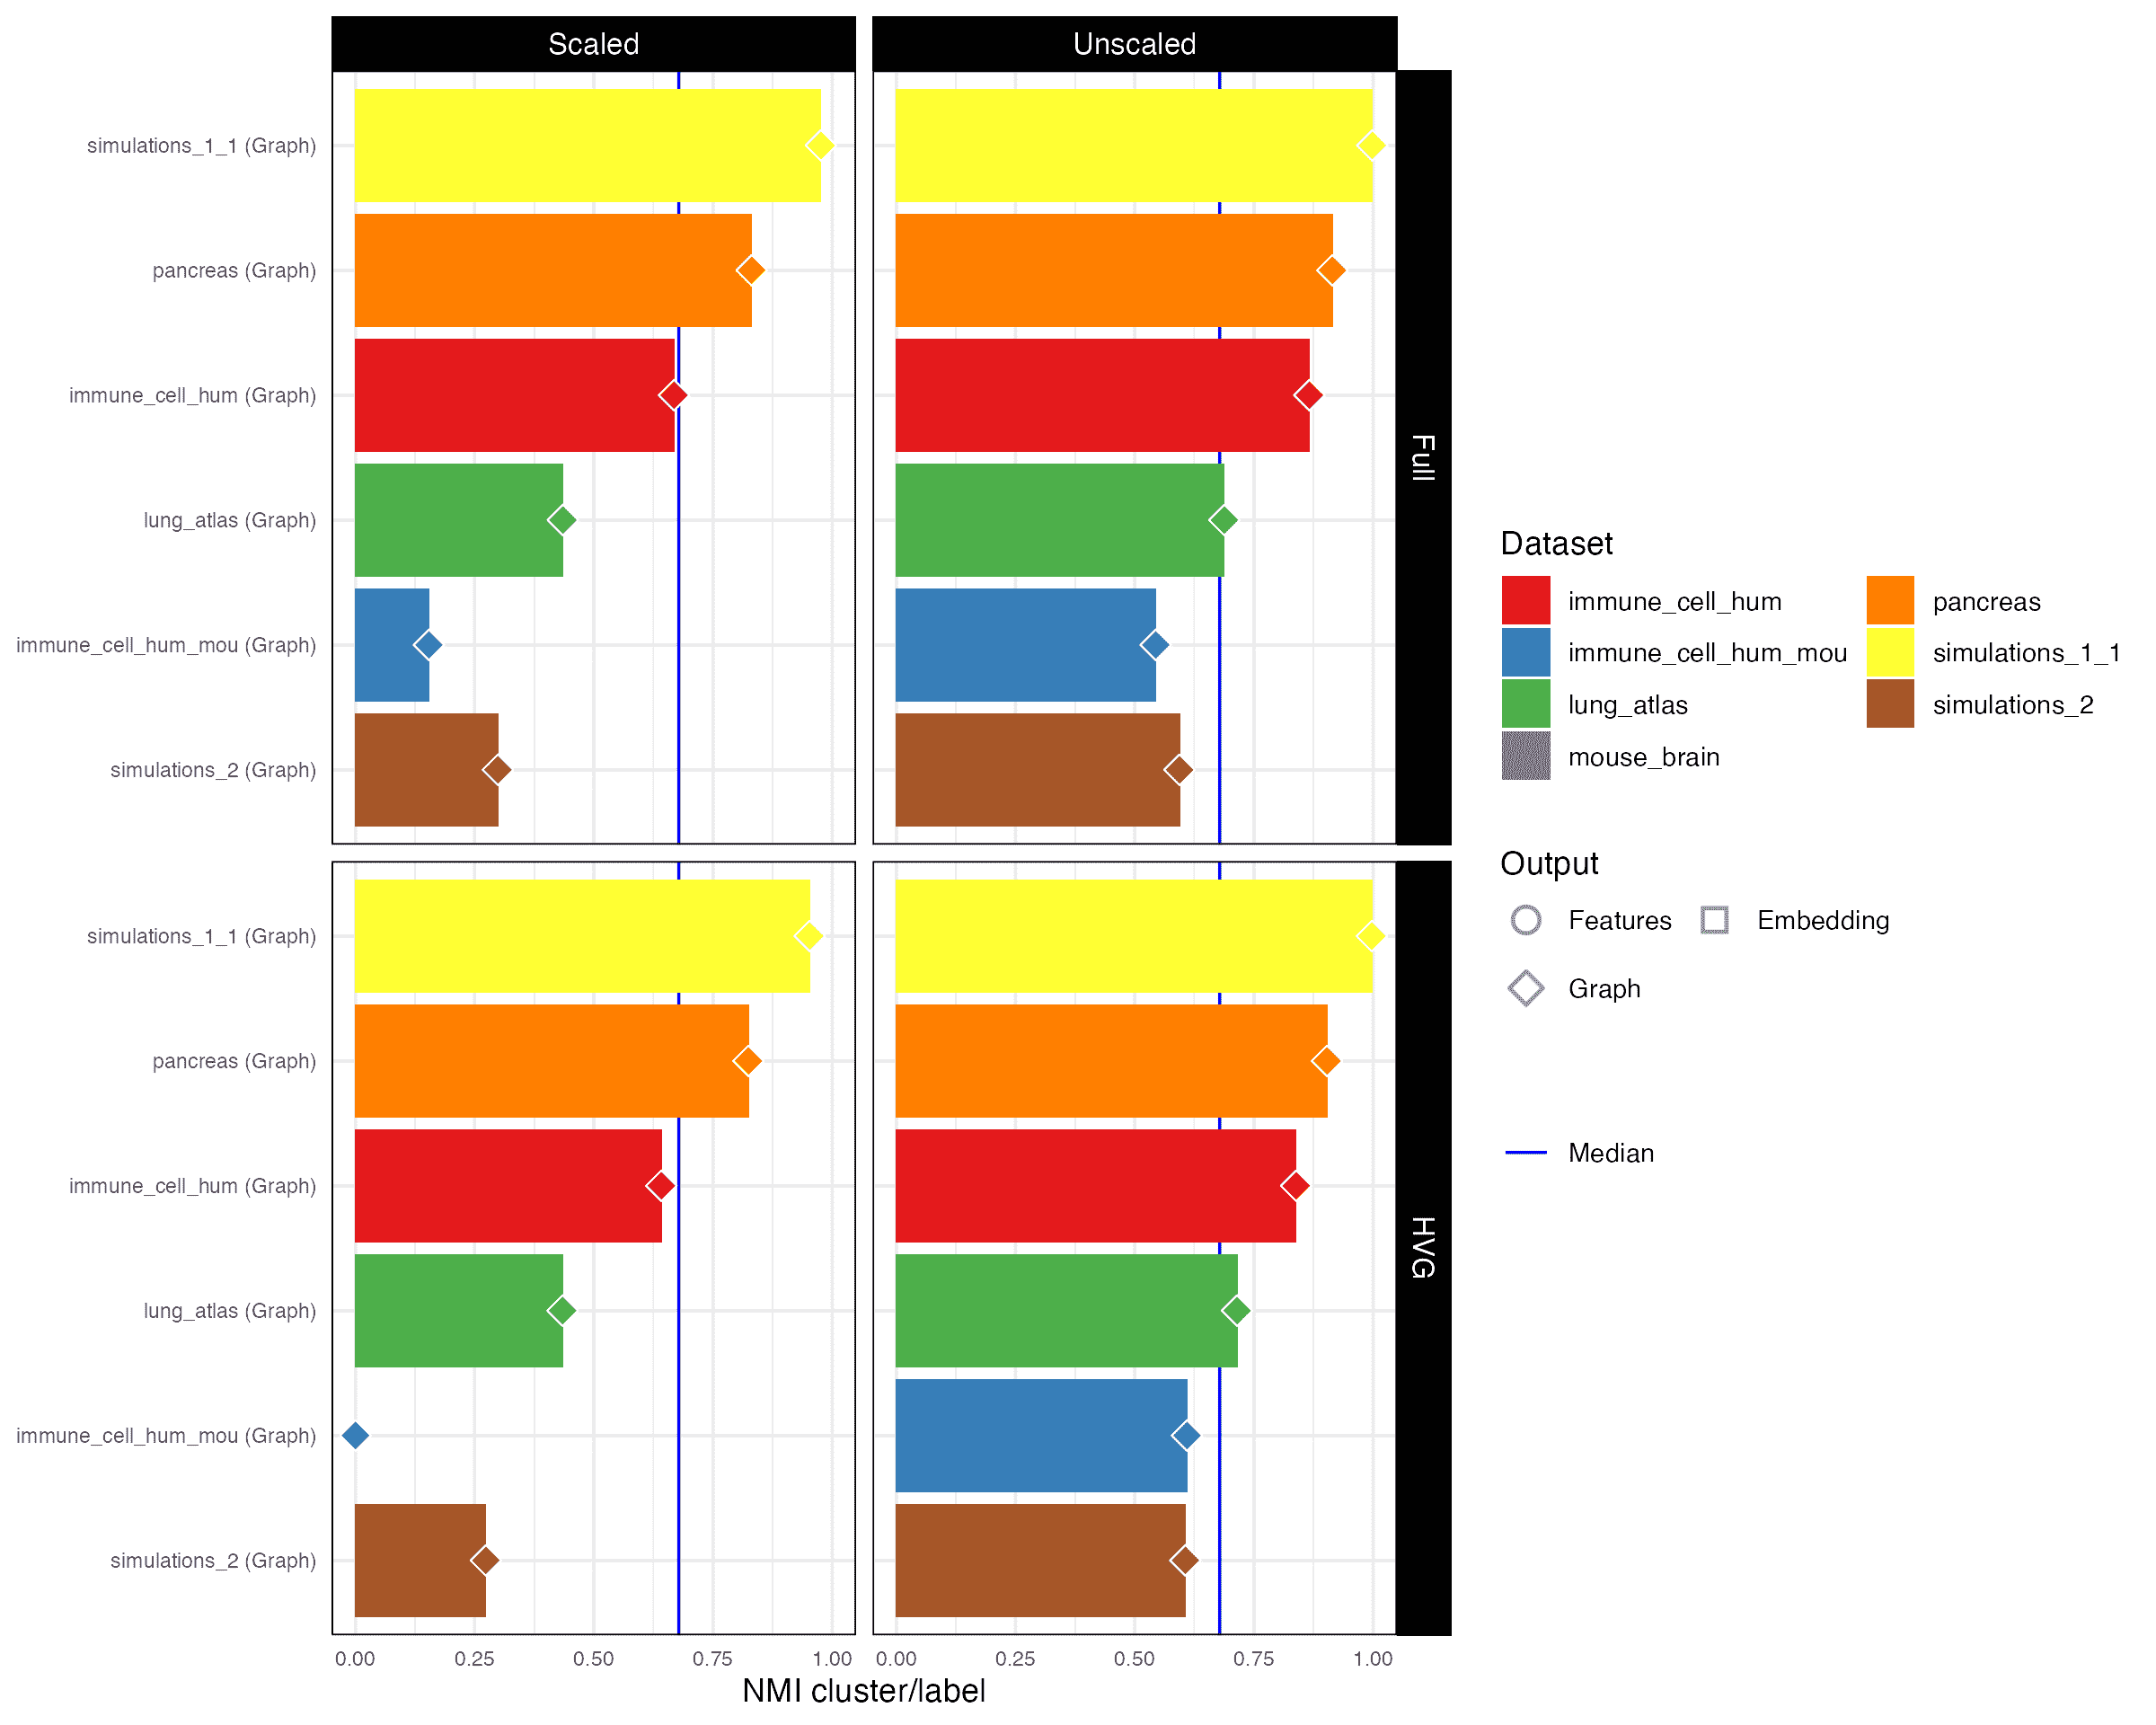 Scaled
Unscaled
simulations_1_1 (Graph)
pancreas (Graph)
immune_cell_hum (Graph)
lung_atlas (Graph)
immune_cell_hum_mou (Graph)
simulations_2 (Graph)
Full
simulations_1_1 (Graph)
pancreas (Graph)
immune_cell_hum (Graph)
lung_atlas (Graph)
immune_cell_hum_mou (Graph)
simulations_2 (Graph)
HVG
0.00 0.25 0.50 0.75 1.00 0.00 0.25 0.50 0.75 1.00
NMI cluster/label
Dataset
immune_cell_hum pancreas
immune_cell_hum_mou simulations_1_1
lung_atlas simulations_2
mouse_brain
Output
Features Embedding
Graph
Median